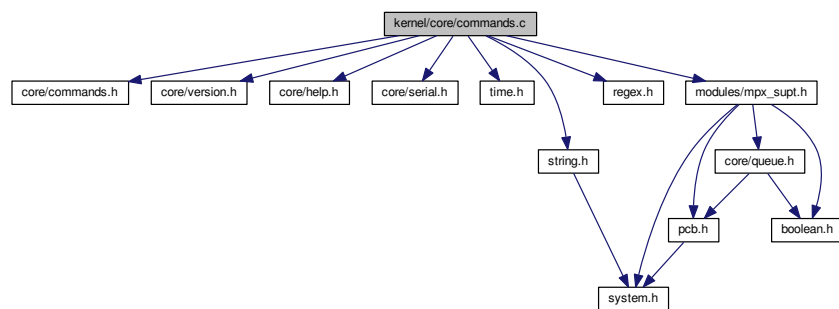 kernel/core/commands.c
core/commands.h
core/version.h
core/help.h
core/serial.h
time.h
regex.h
modules/mpx_supt.h
string.h
core/queue.h
pcb.h
boolean.h
system.h